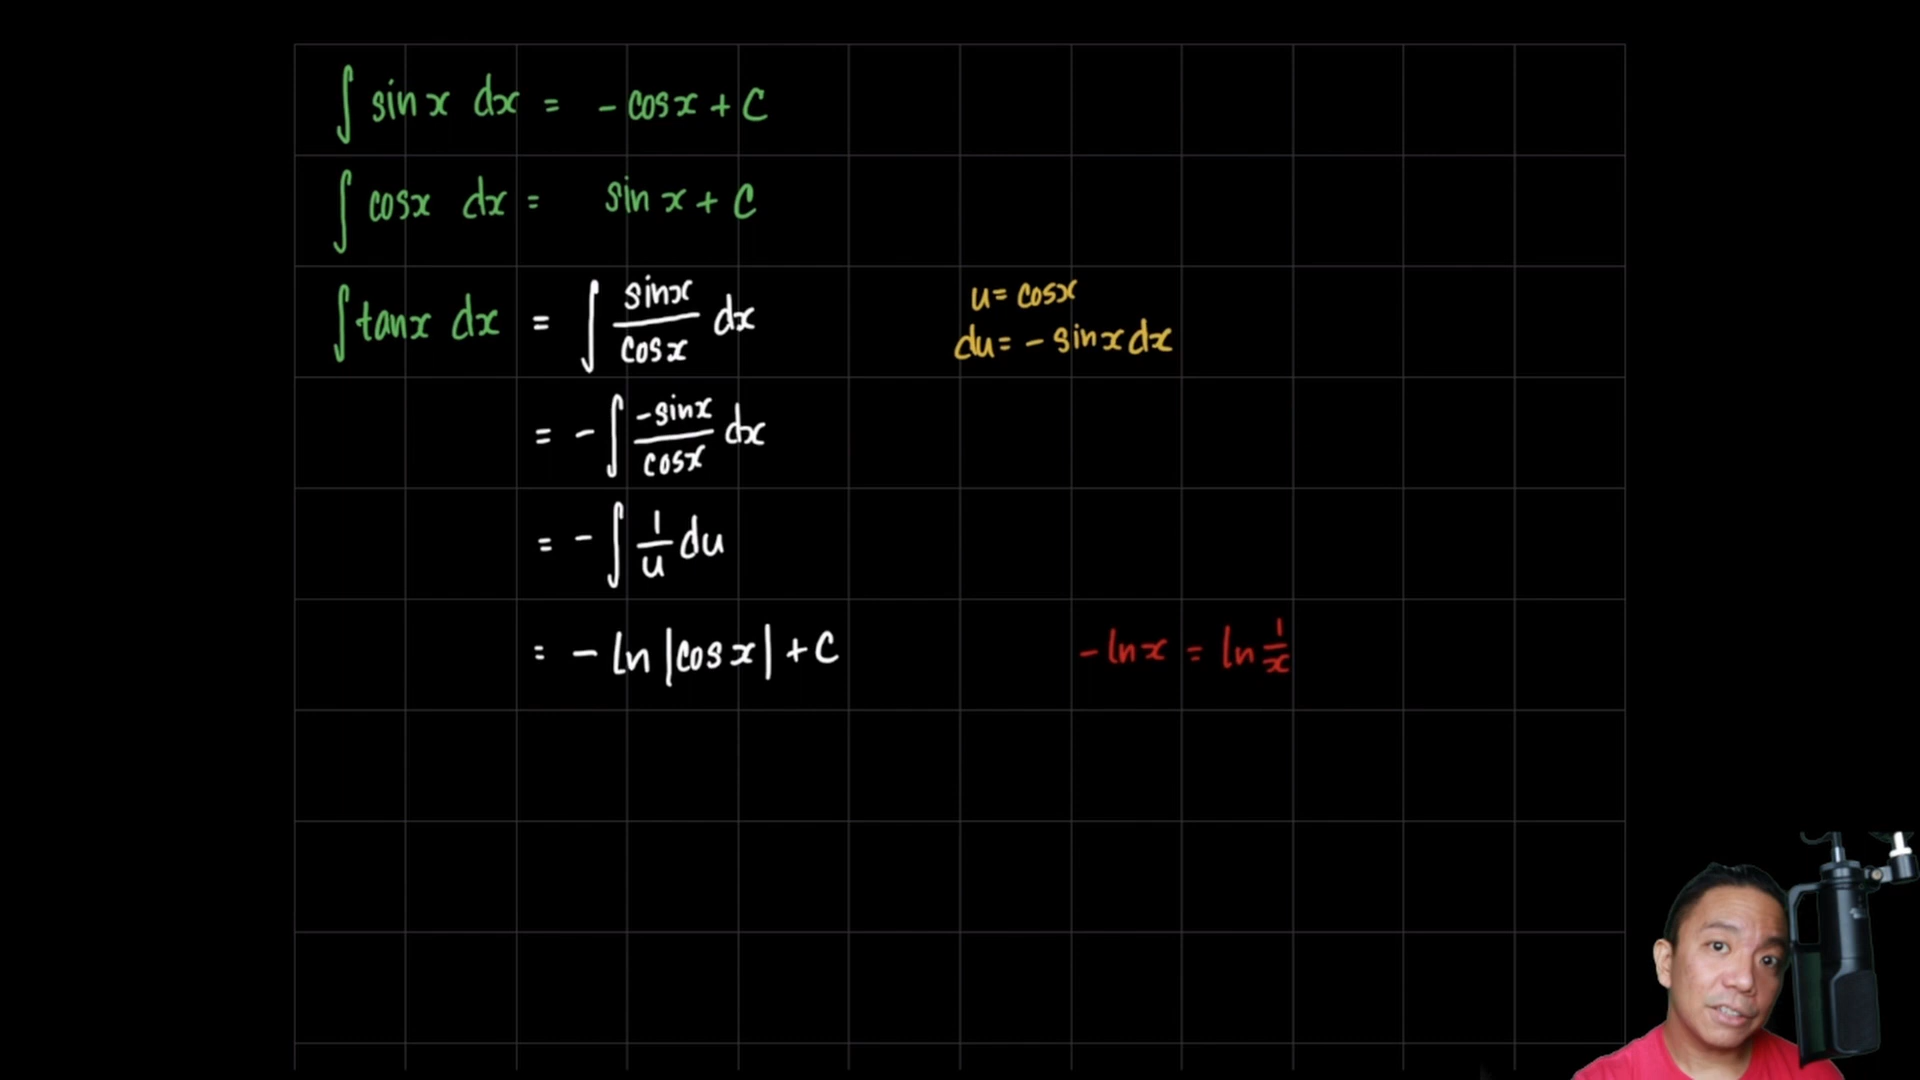 ∫ sin x dx = - cos x + C
∫ cos x dx = sin x + C
∫ tan x dx = ∫ sin x / cos x dx
u = cos x
du = - sin x dx
= - ∫ - sin x / cos x dx
= - ∫ 1/u du
= - ln |cos x| + C
- ln x = ln 1/x